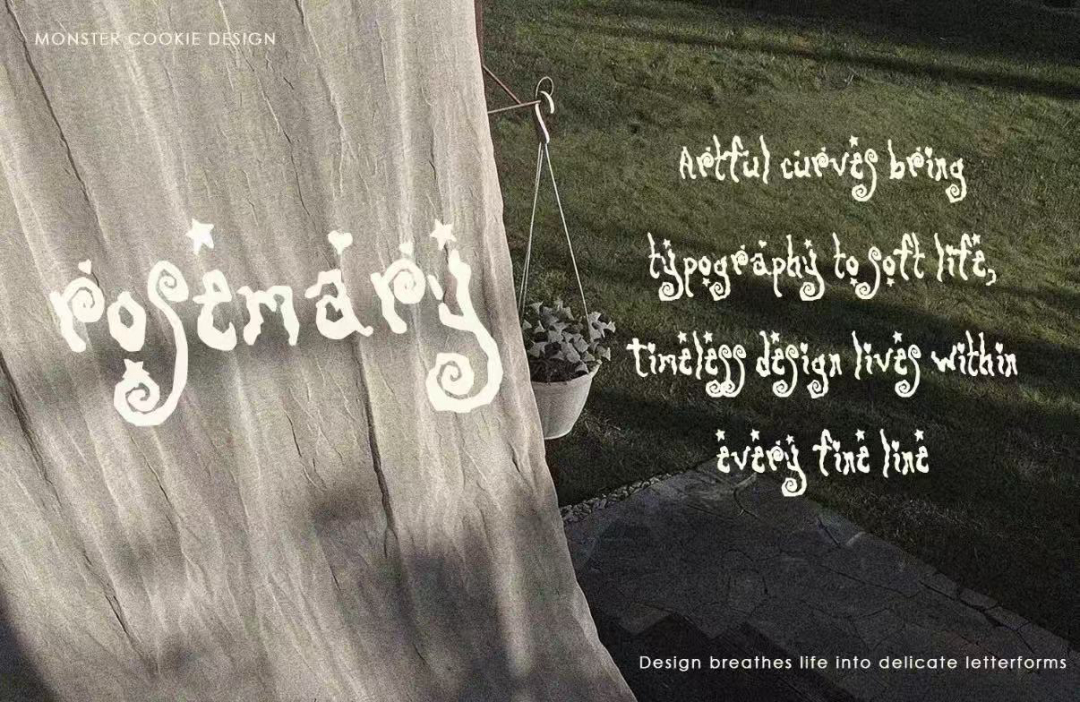 MONSTER COOKIE DESIGN
rosemary
Artful curves bring
typography to soft life,
timeless design lives within
every fine line
Design breathes life into delicate letterforms